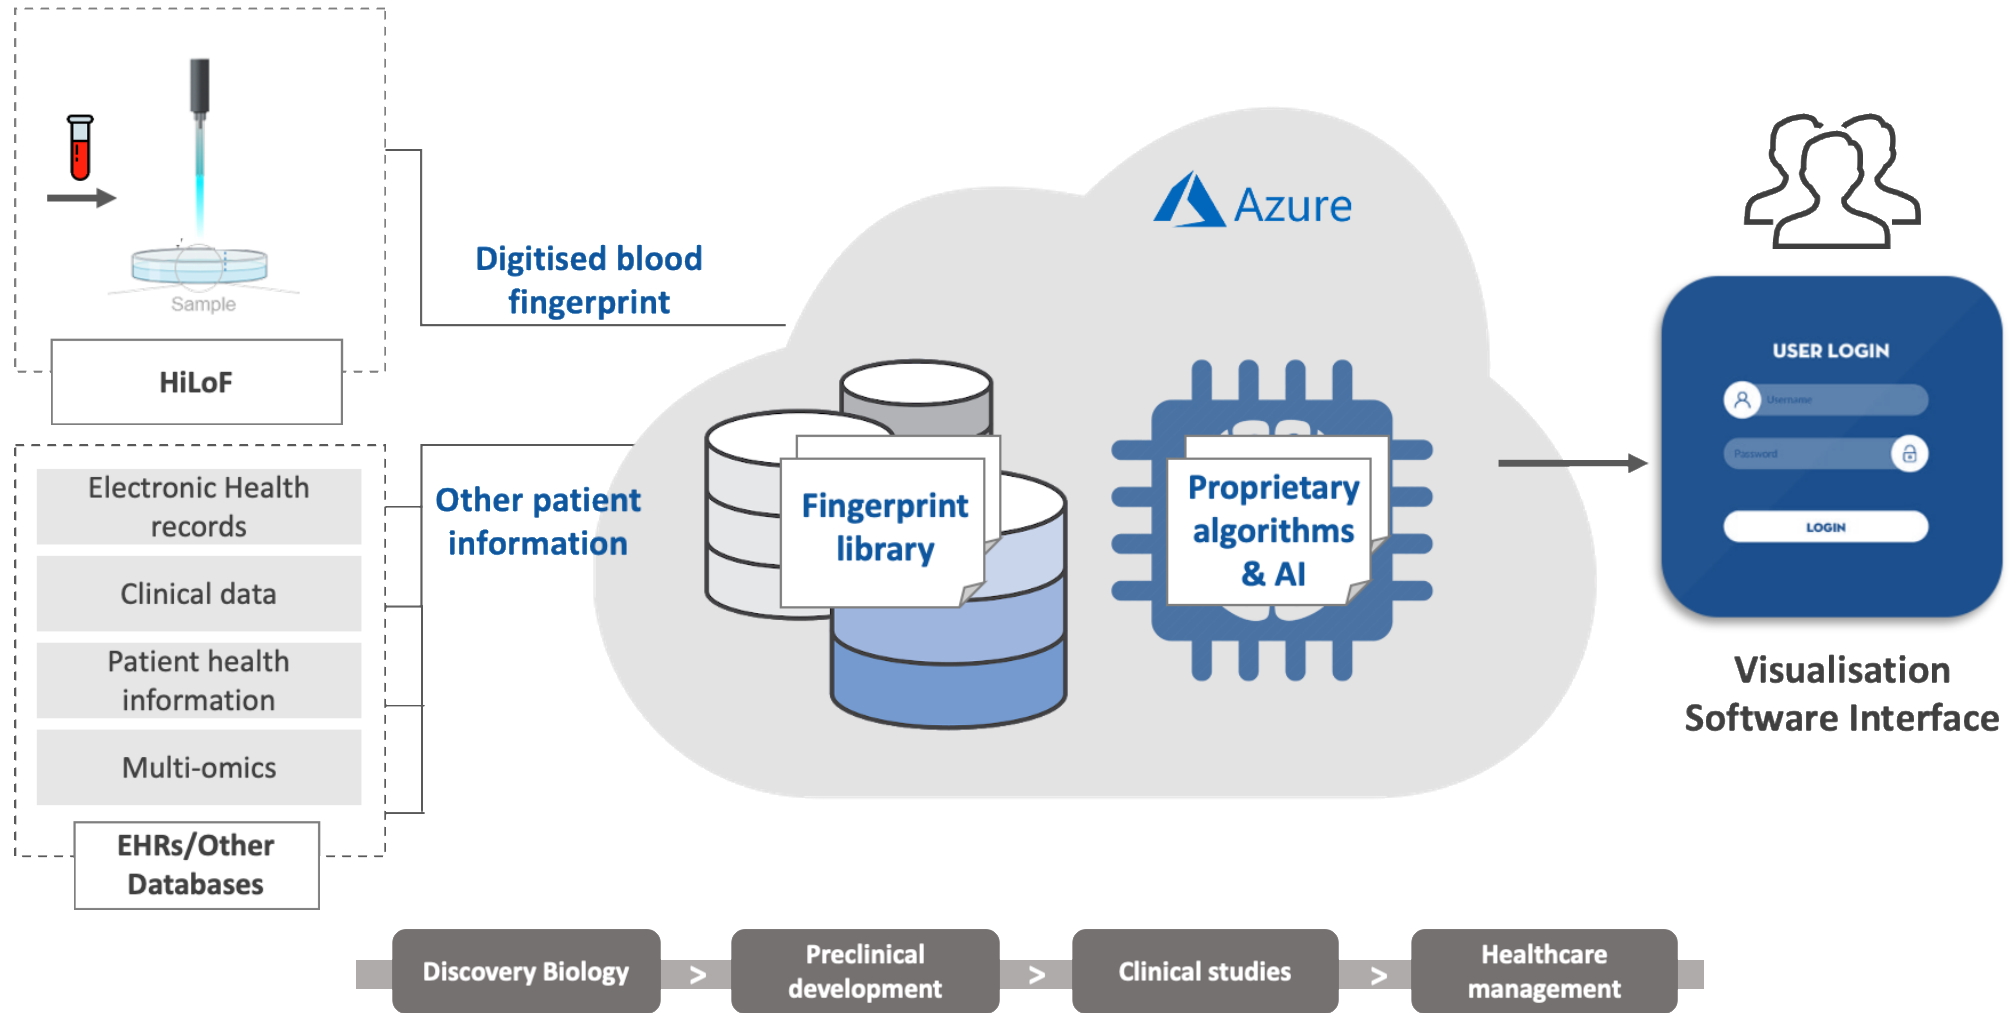 Sample
HiLoF
Electronic Health
records
Clinical data
Patient health
information
Multi-omics
EHRs/Other
Databases
Digitised blood
fingerprint
Other patient
information
Azure
Fingerprint
library
Proprietary
algorithms
& AI
USER LOGIN
Username
Password
LOGIN
Visualisation
Software Interface
Discovery Biology
>
Preclinical
development
>
Clinical studies
>
Healthcare
management